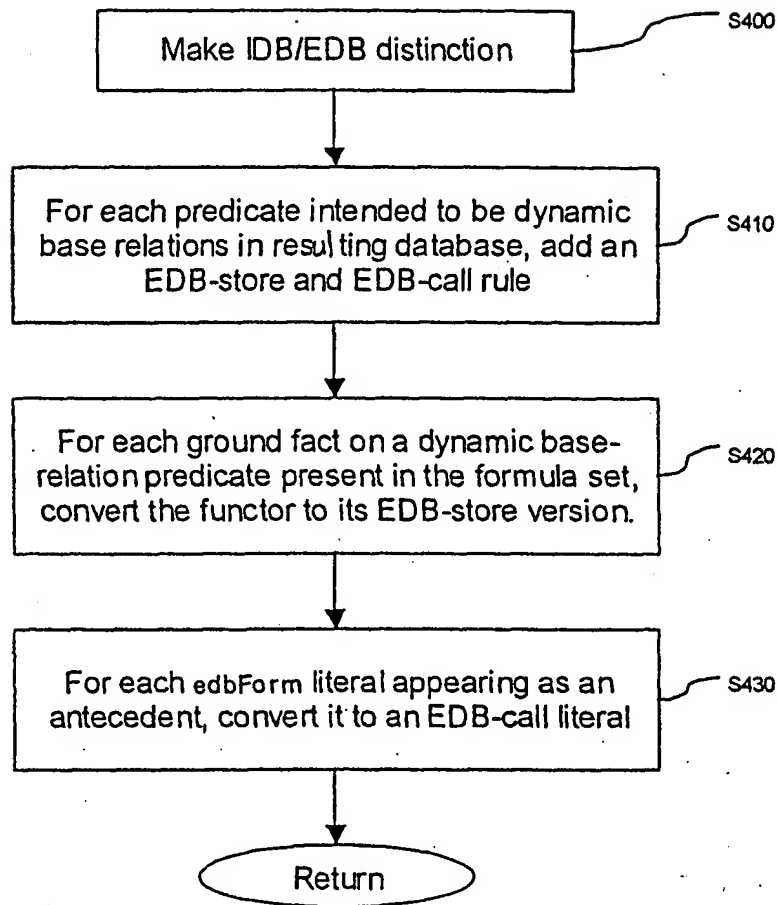 Make IDB/EDB distinction
S400
For each predicate intended to be dynamic
base relations in resulting database, add an
EDB-store and EDB-call rule
S410
For each ground fact on a dynamic base-
relation predicate present in the formula set,
convert the functor to its EDB-store version.
S420
For each edbForm literal appearing as an
antecedent, convert it to an EDB-call literal
S430
Return